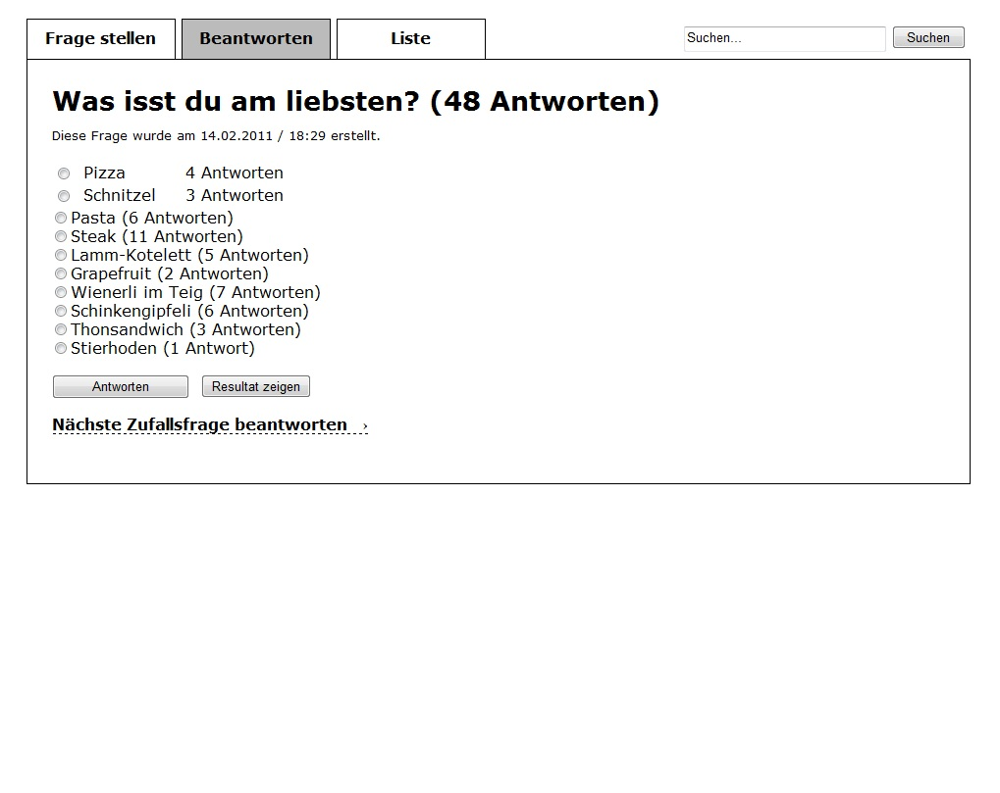 Frage stellen Beantworten Liste Suchen... Suchen
Was isst du am liebsten? (48 Antworten)
Diese Frage wurde am 14.02.2011 / 18:29 erstellt.
Pizza 4 Antworten
Schnitzel 3 Antworten
Pasta (6 Antworten)
Steak (11 Antworten)
Lamm-Kotelett (5 Antworten)
Grapefruit (2 Antworten)
Wienerli im Teig (7 Antworten)
Schinkengipfeli (6 Antworten)
Thonsandwich (3 Antworten)
Stierhoden (1 Antwort)
Antworten Resultat zeigen
Nächste Zufallsfrage beantworten ›